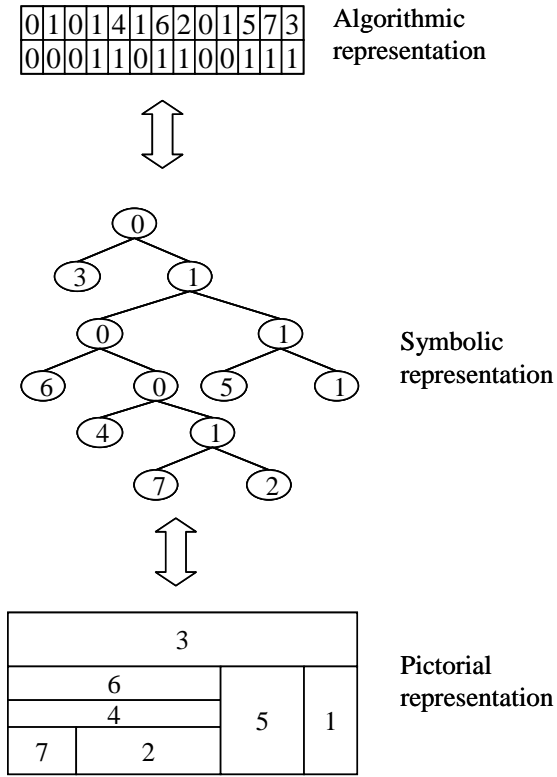 0 1 0 1 4 1 6 2 0 1 5 7 3
0 0 0 1 1 0 1 1 0 0 1 1 1
Algorithmic
representation
0
3 1
0 1
6 0 5 1
4 1
7 2
Symbolic
representation
3
6
4
5 1
7 2
Pictorial
representation